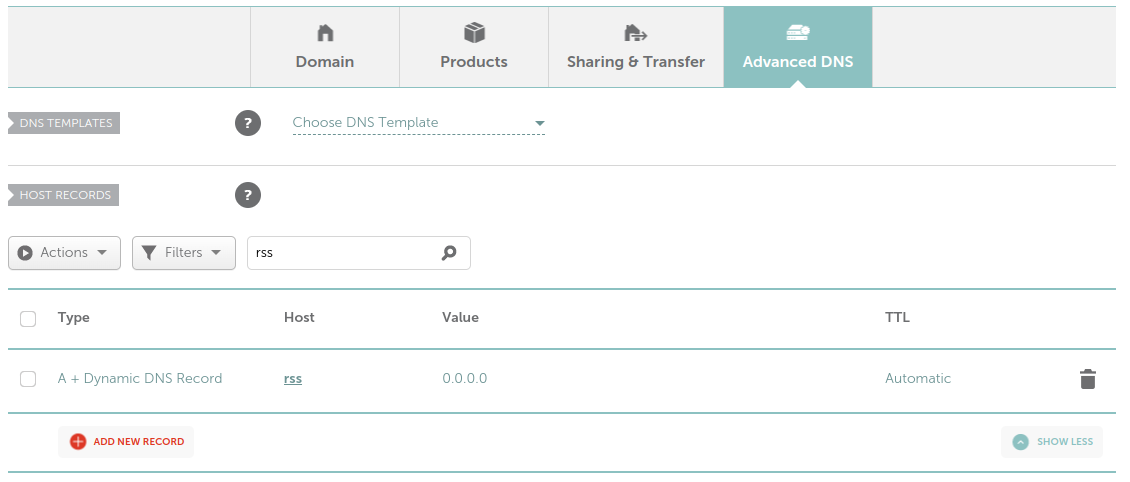 Domain
Products
Sharing & Transfer
Advanced DNS
DNS TEMPLATES
?
Choose DNS Template
HOST RECORDS
?
Actions
Filters
rss
Type Host Value TTL
A + Dynamic DNS Record rss 0.0.0.0 Automatic
ADD NEW RECORD
SHOW LESS